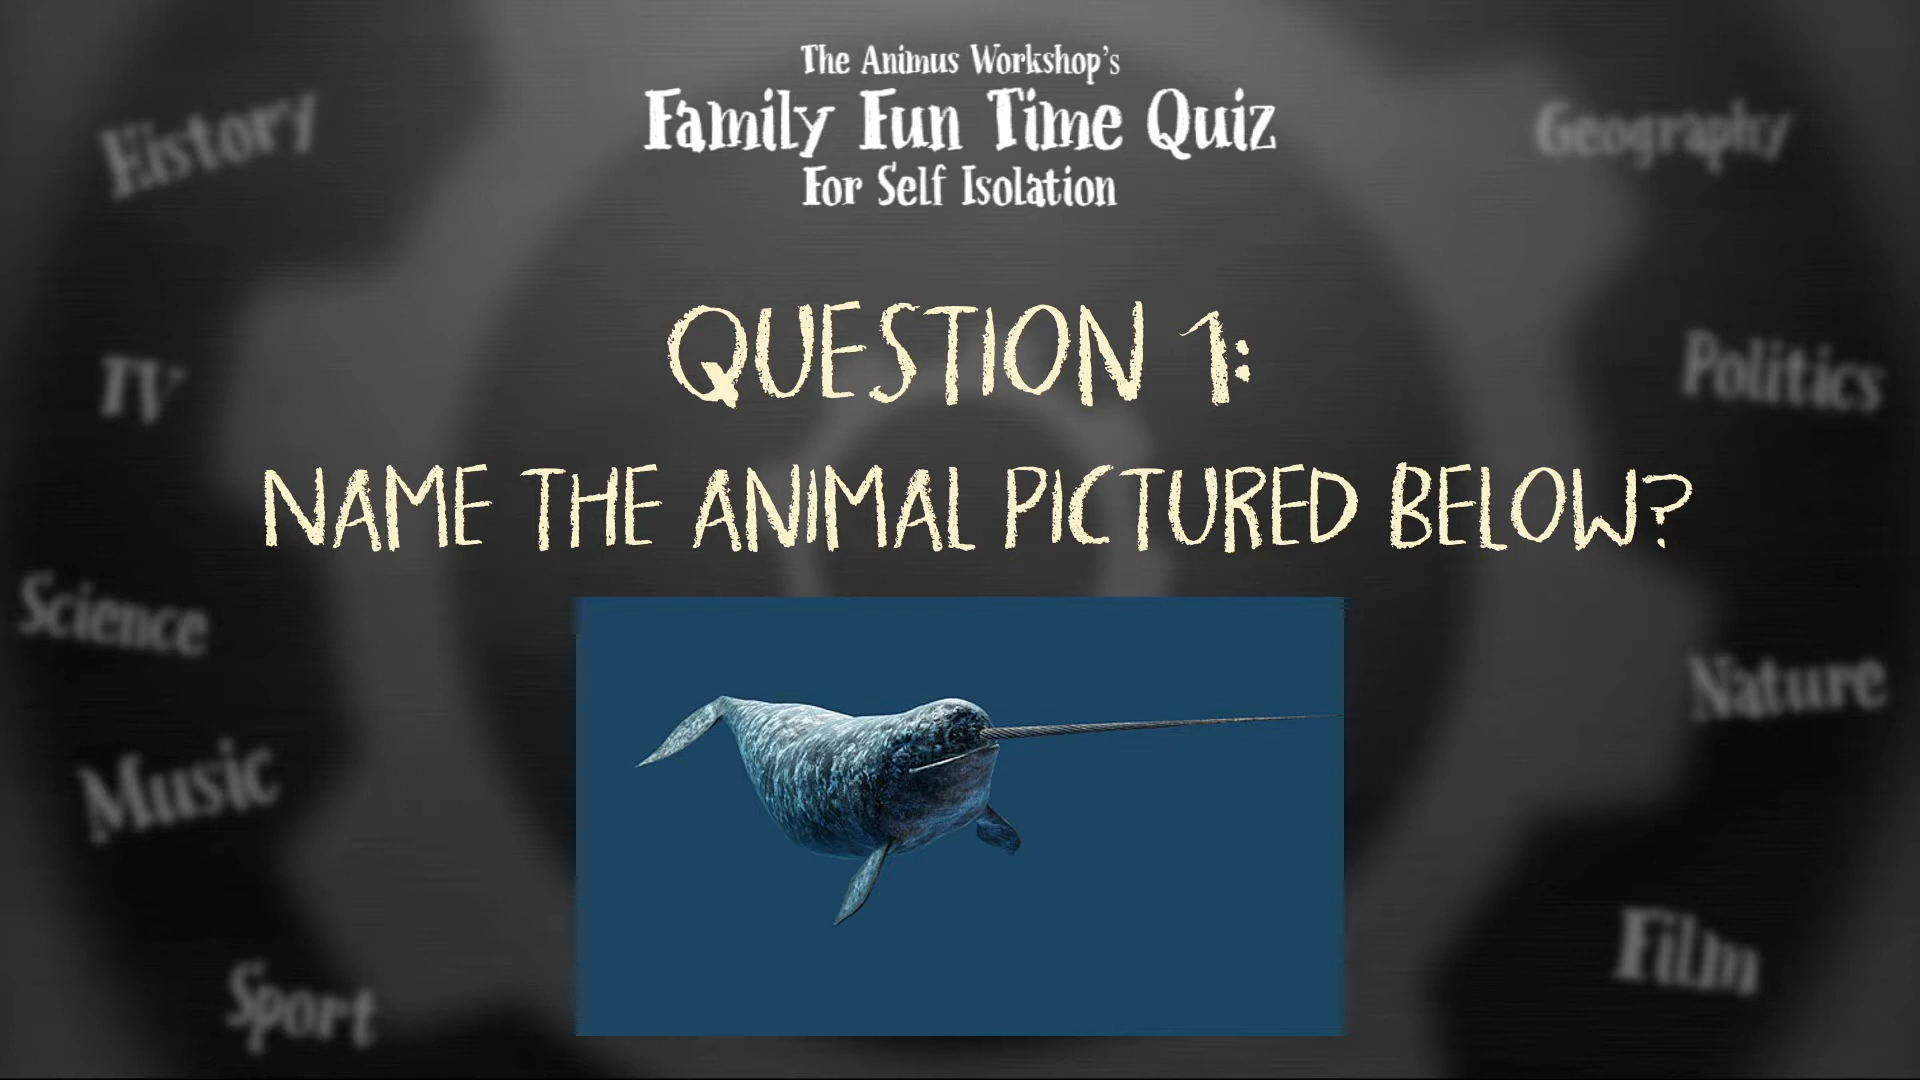 The Animus Workshop's
Family Fun Time Quiz
For Self Isolation
History
Geography
QUESTION 1:
TV
Politics
NAME THE ANIMAL PICTURED BELOW?
Science
Nature
Music
Film
Sport